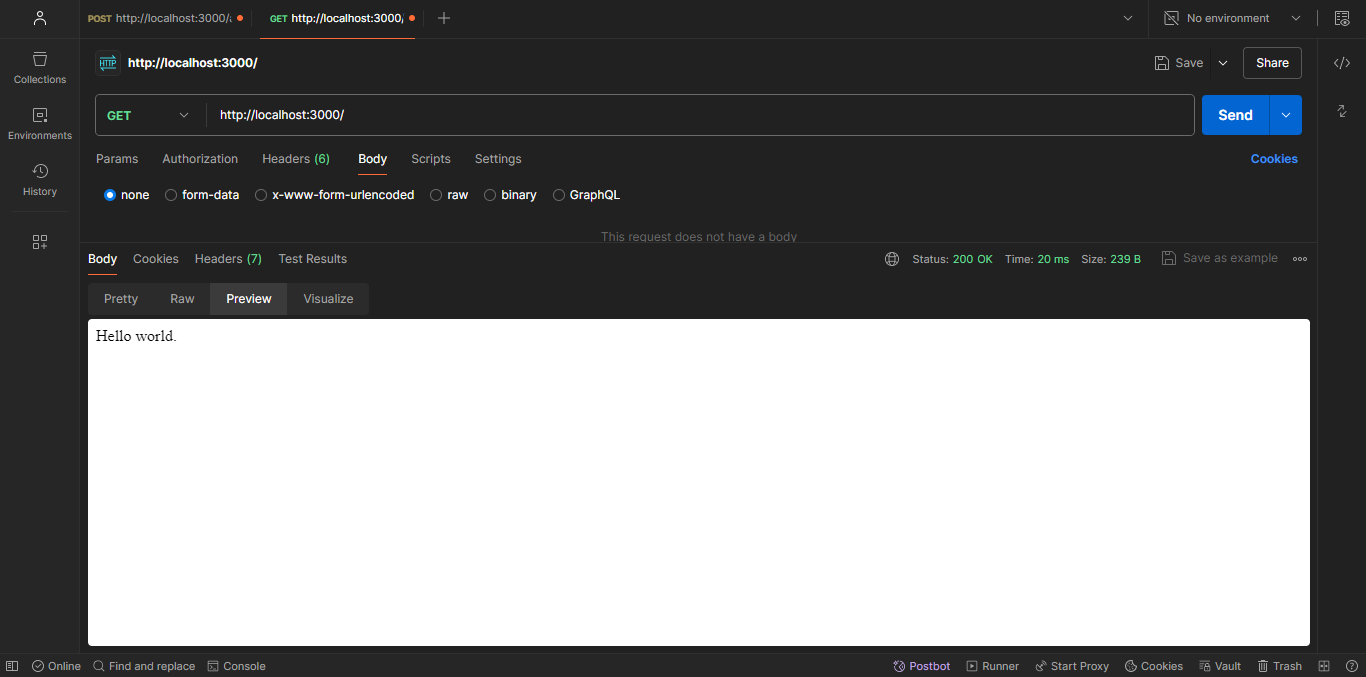 POST http://localhost:3000/
GET http://localhost:3000/
No environment
HTTP http://localhost:3000/
Save
Share
Collections
GET http://localhost:3000/
Send
Environments
Params Authorization Headers (6) Body Scripts Settings
Cookies
History
none form-data x-www-form-urlencoded raw binary GraphQL
This request does not have a body
Body Cookies Headers (7) Test Results
Status: 200 OK Time: 20 ms Size: 239 B
Save as example
Pretty Raw Preview Visualize
Hello world.
Online Find and replace Console
Postbot Runner Start Proxy Cookies Vault Trash